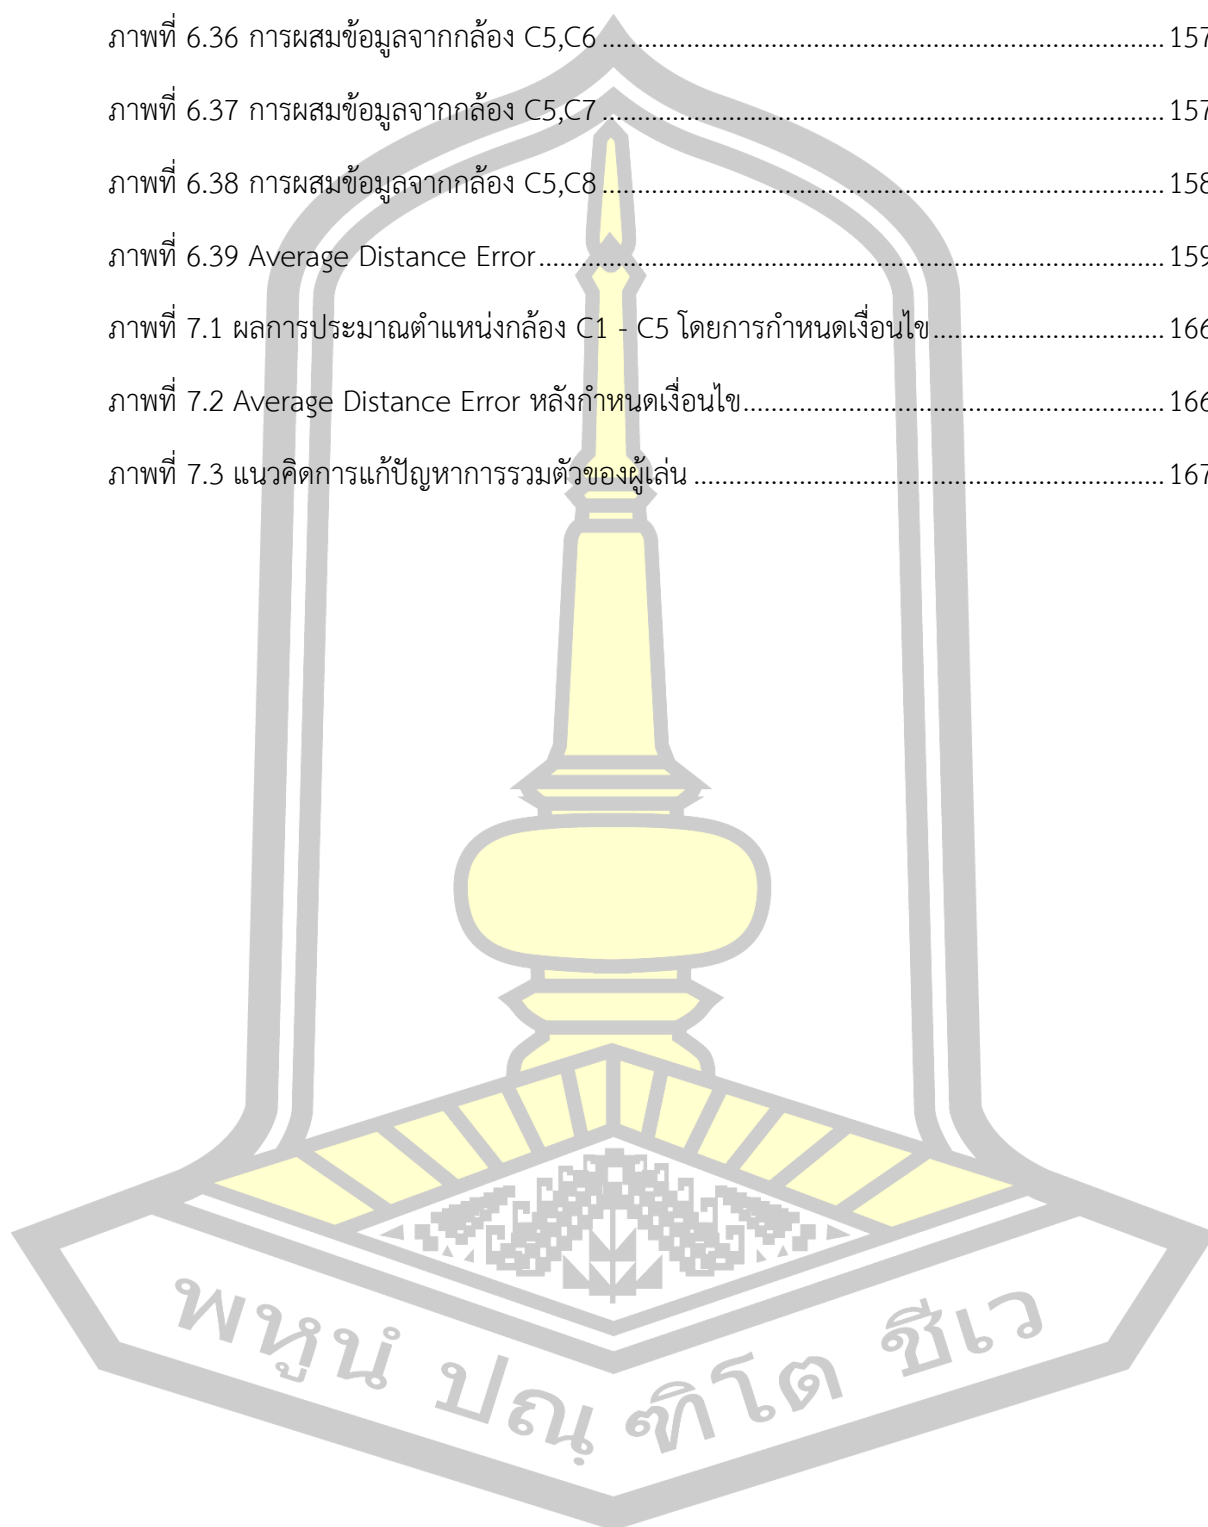 ภาพที่ 6.36 การผสมข้อมูลจากกล้อง C5,C6 ........................................................................................ 157
ภาพที่ 6.37 การผสมข้อมูลจากกล้อง C5,C7 ........................................................................................ 157
ภาพที่ 6.38 การผสมข้อมูลจากกล้อง C5,C8 ........................................................................................ 158
ภาพที่ 6.39 Average Distance Error .................................................................................................. 159
ภาพที่ 7.1 ผลการประมาณตำแหน่งกล้อง C1 - C5 โดยการกำหนดเงื่อนไข .................................... 166
ภาพที่ 7.2 Average Distance Error หลังกำหนดเงื่อนไข .................................................................. 166
ภาพที่ 7.3 แนวคิดการแก้ปัญหาการรวมตัวของผู้เล่น ......................................................................... 167
พหูนํ ปณฺฑิโต ชีเว